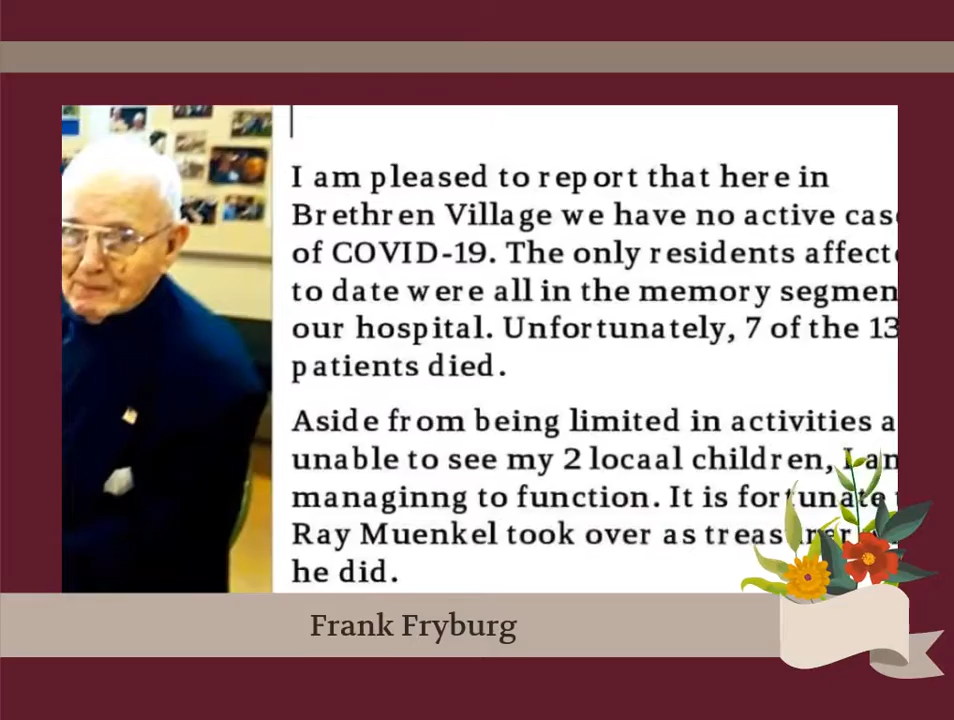 I am pleased to report that here in
Brethren Village we have no active cas
of COVID-19. The only residents affect
to date were all in the memory segmen
our hospital. Unfortunately, 7 of the 13
patients died.
Aside from being limited in activities a
unable to see my 2 locaal children, I an
managinng to function. It is fortunate
Ray Muenkel took over as treasurer
he did.
Frank Fryburg